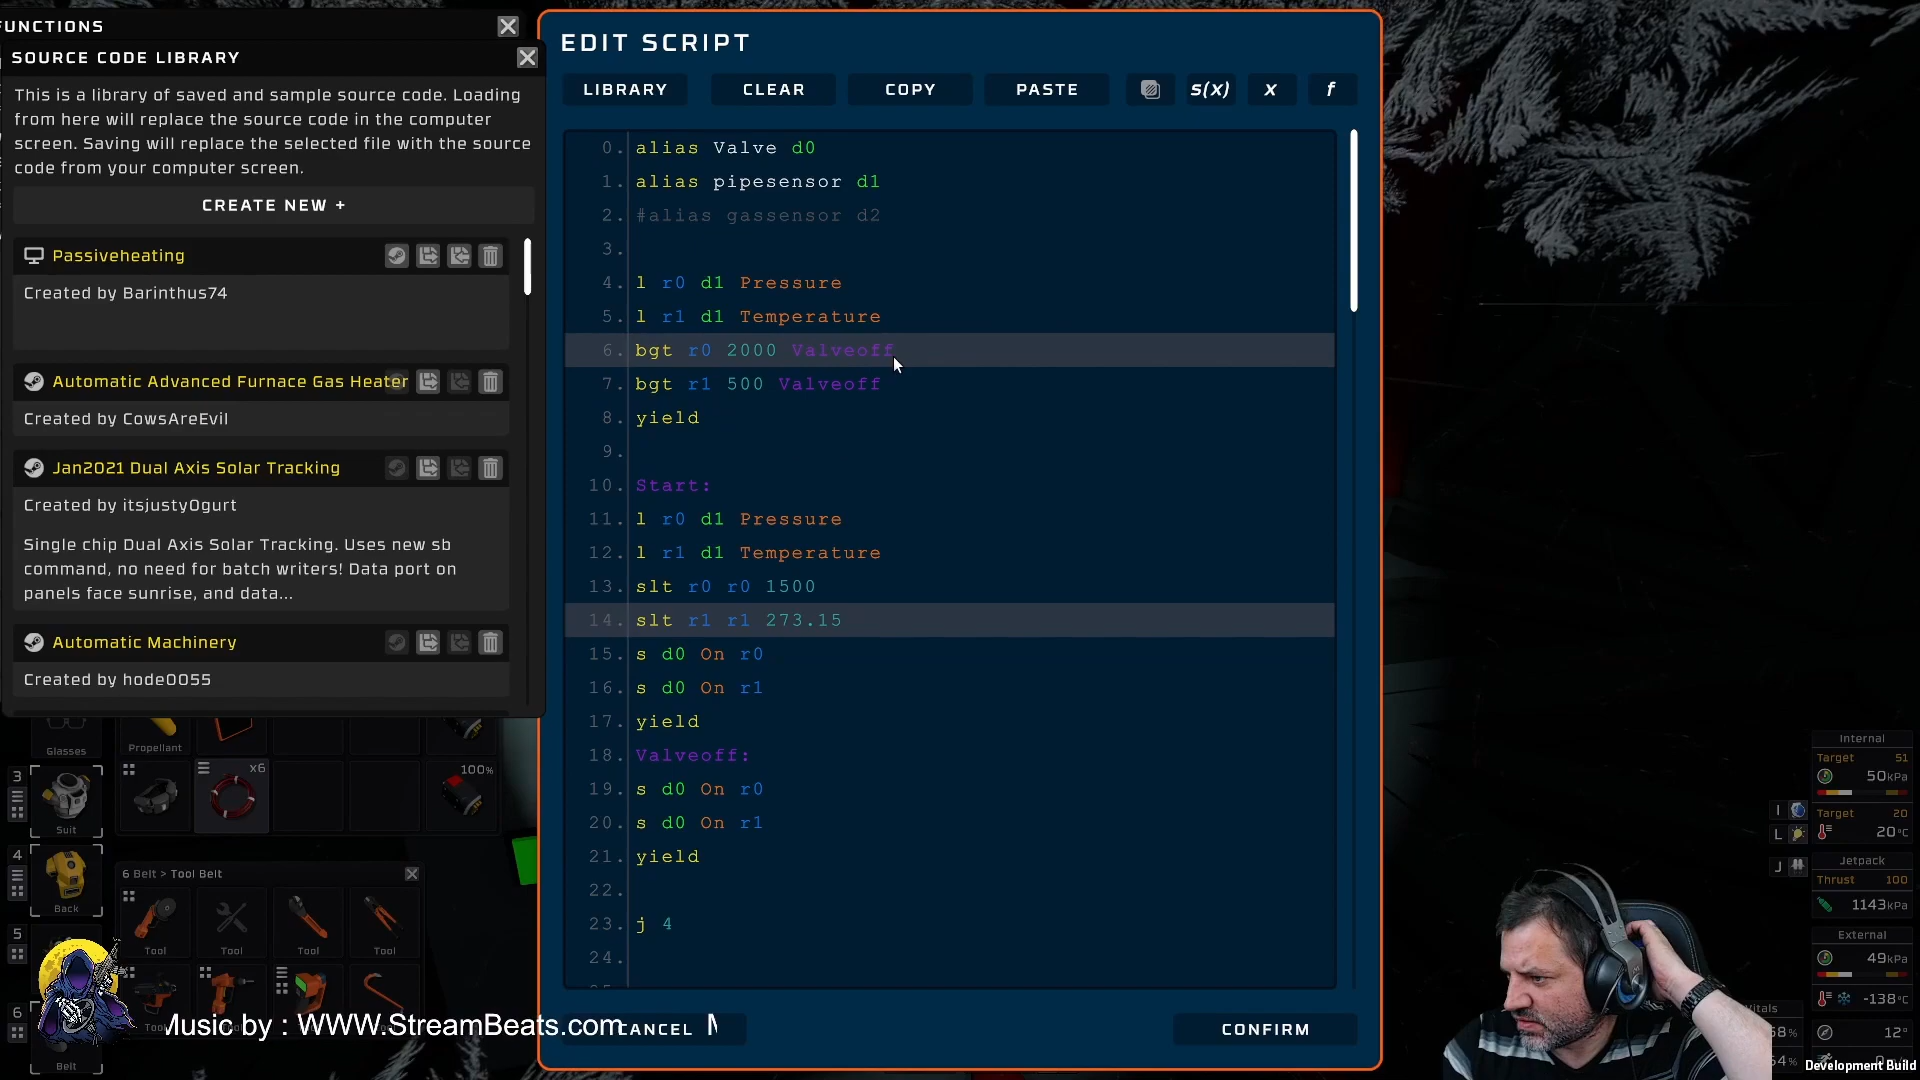 FUNCTIONS
SOURCE CODE LIBRARY
This is a library of saved and sample source code. Loading
from here will replace the source code in the computer
screen. Saving will replace the selected file with the source
code from your computer screen.
CREATE NEW +
Passiveheating
Created by Barinthus74
Automatic Advanced Furnace Gas Heater
Created by CowsAreEvil
Jan2021 Dual Axis Solar Tracking
Created by itsjustyOgurt
Single chip Dual Axis Solar Tracking. Uses new sb
command, no need for batch writers! Data port on
panels face sunrise, and data...
Automatic Machinery
Created by hode0055
EDIT SCRIPT
LIBRARY
CLEAR
COPY
PASTE
s(x)
x
f
0. alias Valve d0
1. alias pipesensor d1
2. #alias gassensor d2
3.
4. l r0 d1 Pressure
5. l r1 d1 Temperature
6. bgt r0 2000 Valveoff
7. bgt r1 500 Valveoff
8. yield
9.
10. Start:
11. l r0 d1 Pressure
12. l r1 d1 Temperature
13. slt r0 r0 1500
14. slt r1 r1 273.15
15. s d0 On r0
16. s d0 On r1
17. yield
18. Valveoff:
19. s d0 On r0
20. s d0 On r1
21. yield
22.
23. j 4
24.
CANCEL
CONFIRM
Glasses
Propellant
3
x6
100%
Suit
4
Back
6 Belt > Tool Belt
5
Tool
Tool
Tool
Tool
6
Belt
Music by : WWW.StreamBeats.com
Internal
Target 51
50kPa
Target 20
20°C
I
L
J
Jetpack
Thrust 100
1143kPa
External
49kPa
-138°C
12°
Development Build